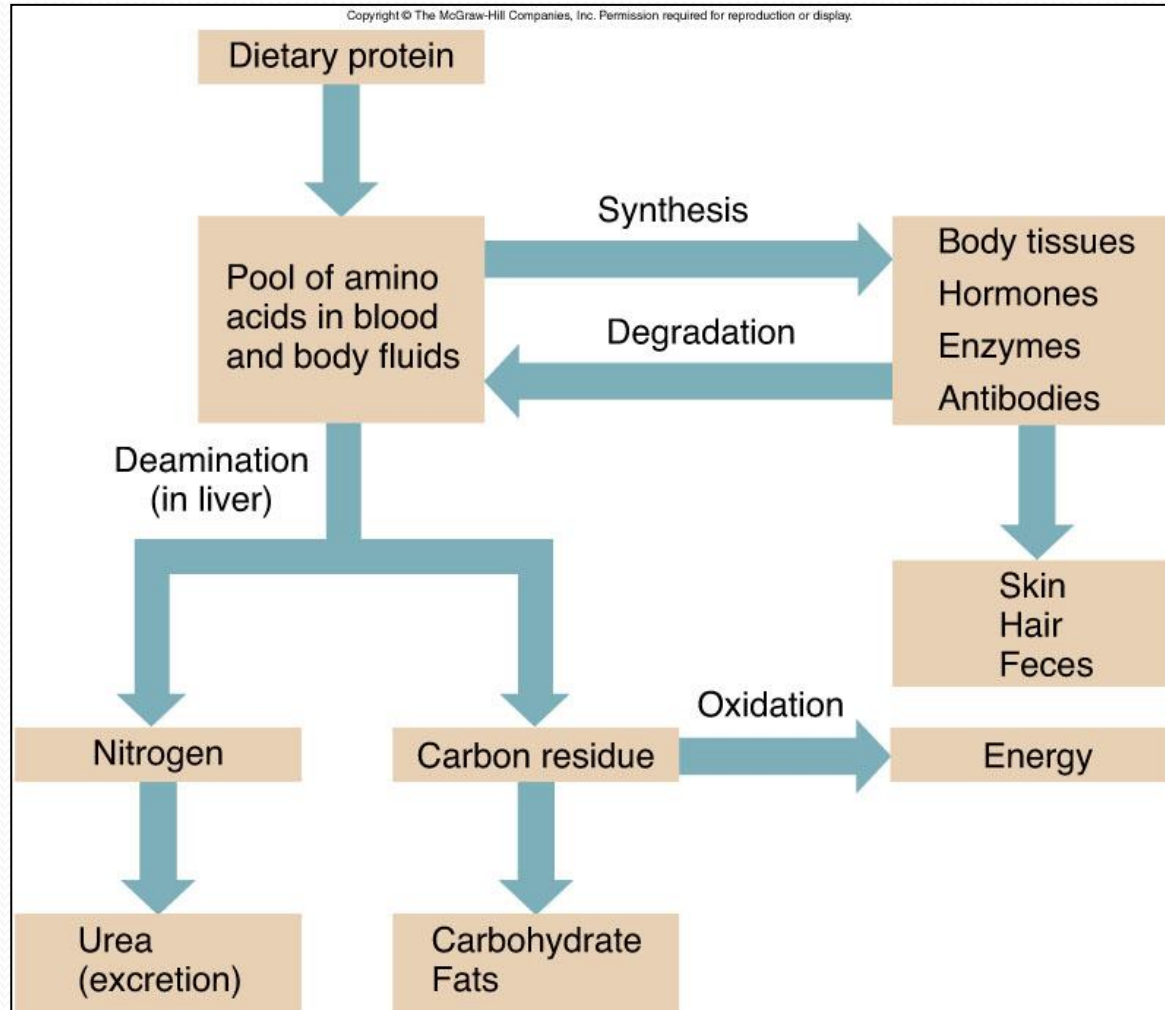 Copyright © The McGraw-Hill Companies, Inc. Permission required for reproduction or display.
Dietary protein
Synthesis
Pool of amino
acids in blood
and body fluids
Body tissues
Hormones
Enzymes
Antibodies
Degradation
Deamination
(in liver)
Skin
Hair
Feces
Oxidation
Nitrogen
Carbon residue
Energy
Urea
(excretion)
Carbohydrate
Fats